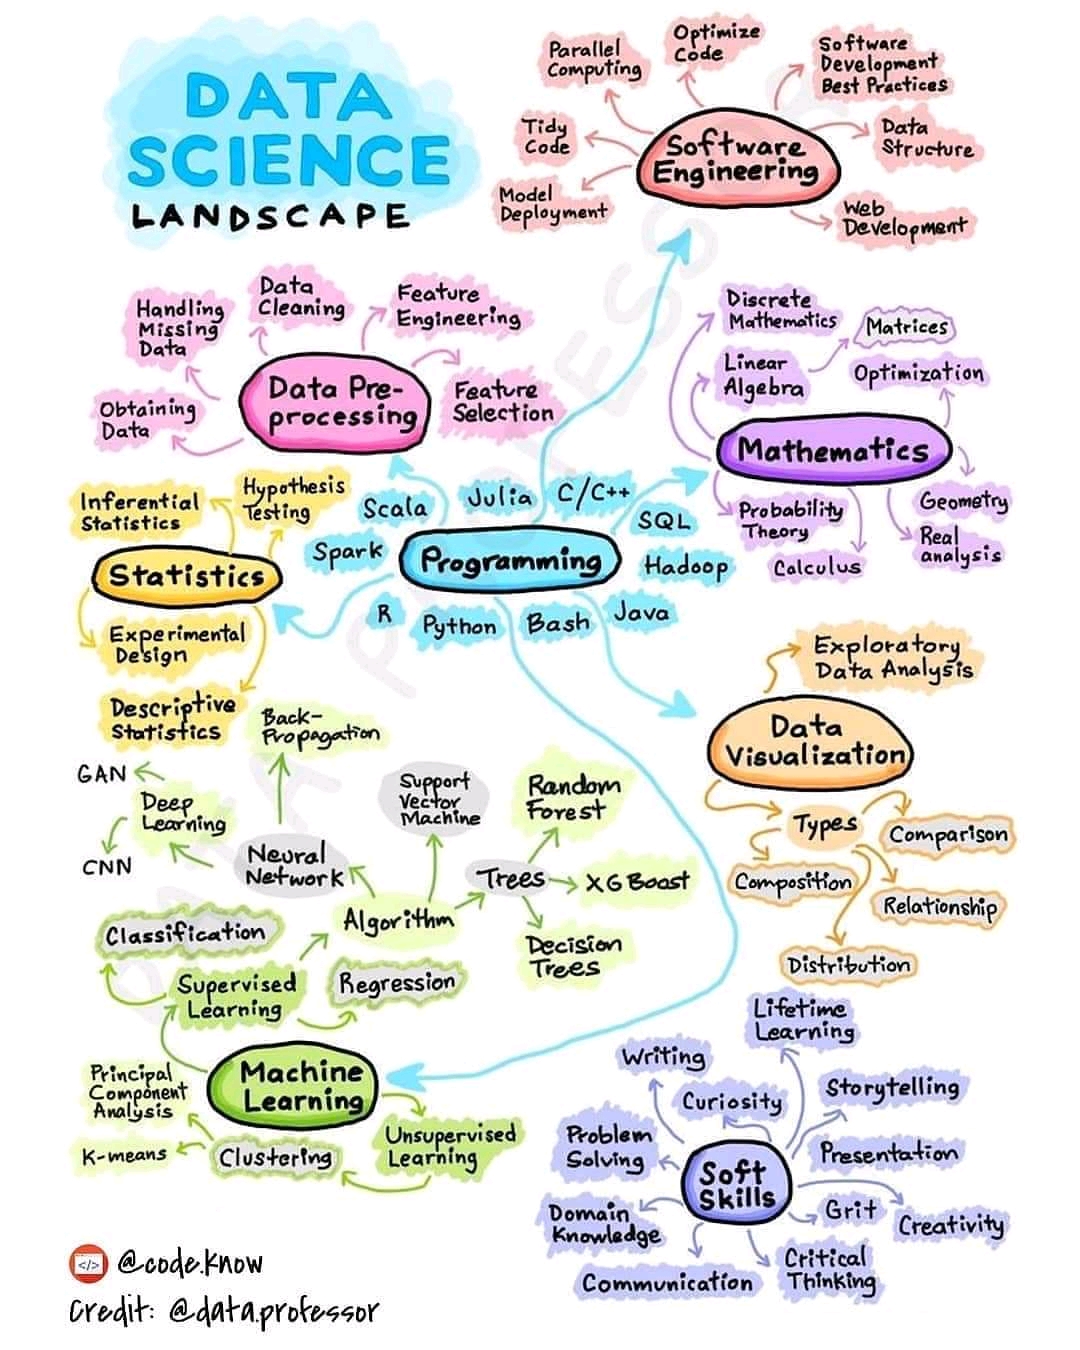 DATA
SCIENCE
LANDSCAPE
Parallel
Computing
Optimize
Code
Software
Development
Best Practices
Tidy
Code
Data
Structure
Software
Engineering
Model
Deployment
Web
Development
Handling
Missing
Data
Data
Cleaning
Feature
Engineering
Obtaining
Data
Data Pre-
processing
Feature
Selection
Discrete
Mathematics
Matrices
Linear
Algebra
Optimization
Mathematics
Probability
Theory
Calculus
Geometry
Real
analysis
Inferential
Statistics
Hypothesis
Testing
Statistics
Experimental
Design
Descriptive
Statistics
Scala
Julia
C/C++
SQL
Spark
Programming
Hadoop
R
Python
Bash
Java
Exploratory
Data Analysis
Data
Visualization
Types
Comparison
Composition
Relationship
Distribution
Back-
Propagation
GAN
Deep
Learning
CNN
Neural
Network
Support
Vector
Machine
Random
Forest
Trees
XG Boost
Decision
Trees
Algorithm
Classification
Supervised
Learning
Regression
Machine
Learning
Principal
Component
Analysis
K-means
Clustering
Unsupervised
Learning
Lifetime
Learning
Writing
Curiosity
Storytelling
Problem
Solving
Soft
Skills
Presentation
Domain
Knowledge
Grit
Creativity
Communication
Critical
Thinking
DATA PROFESSOR
</> @code.know
Credit: @data.professor